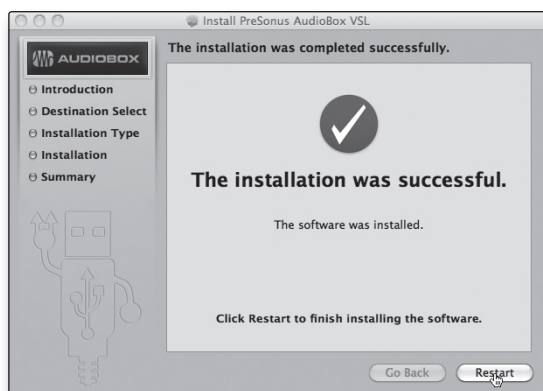 Install PreSonus AudioBox VSL
The installation was completed successfully.
AUDIOBOX
Introduction
Destination Select
Installation Type
Installation
Summary
The installation was successful.
The software was installed.
Click Restart to finish installing the software.
Go Back
Restart